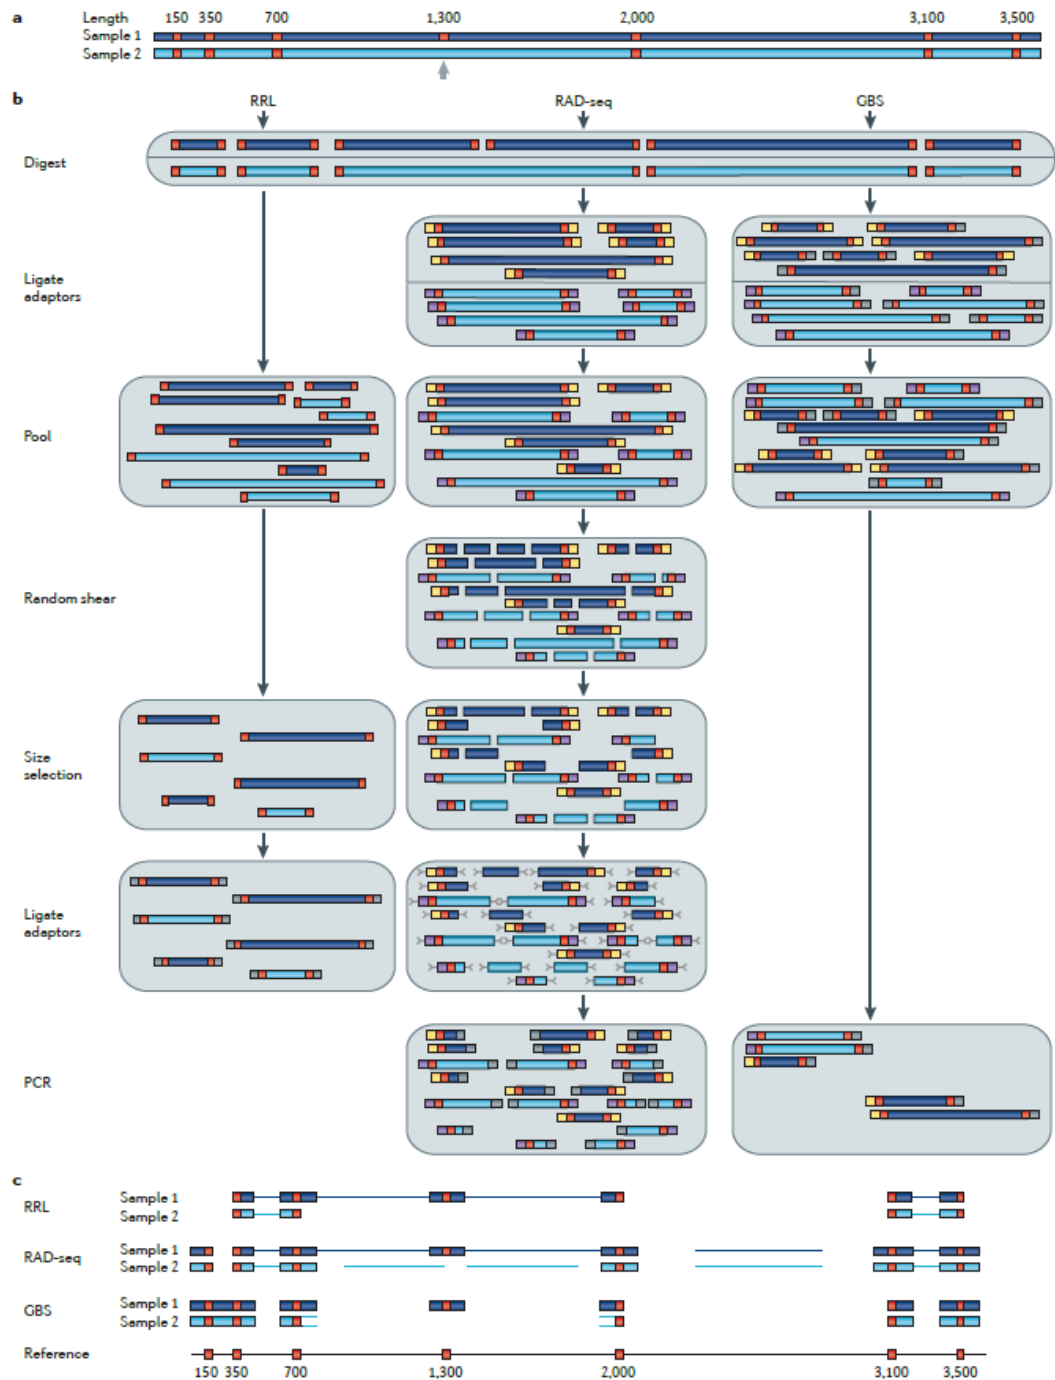 a
Length 150 350 700 1,300 2,000 3,100 3,500
Sample 1
Sample 2
b
RRL RAD-seq GBS
Digest
Ligate
adaptors
Pool
Random shear
Size
selection
Ligate
adaptors
PCR
c
RRL
Sample 1
Sample 2
RAD-seq
Sample 1
Sample 2
GBS
Sample 1
Sample 2
Reference
150 350 700 1,300 2,000 3,100 3,500